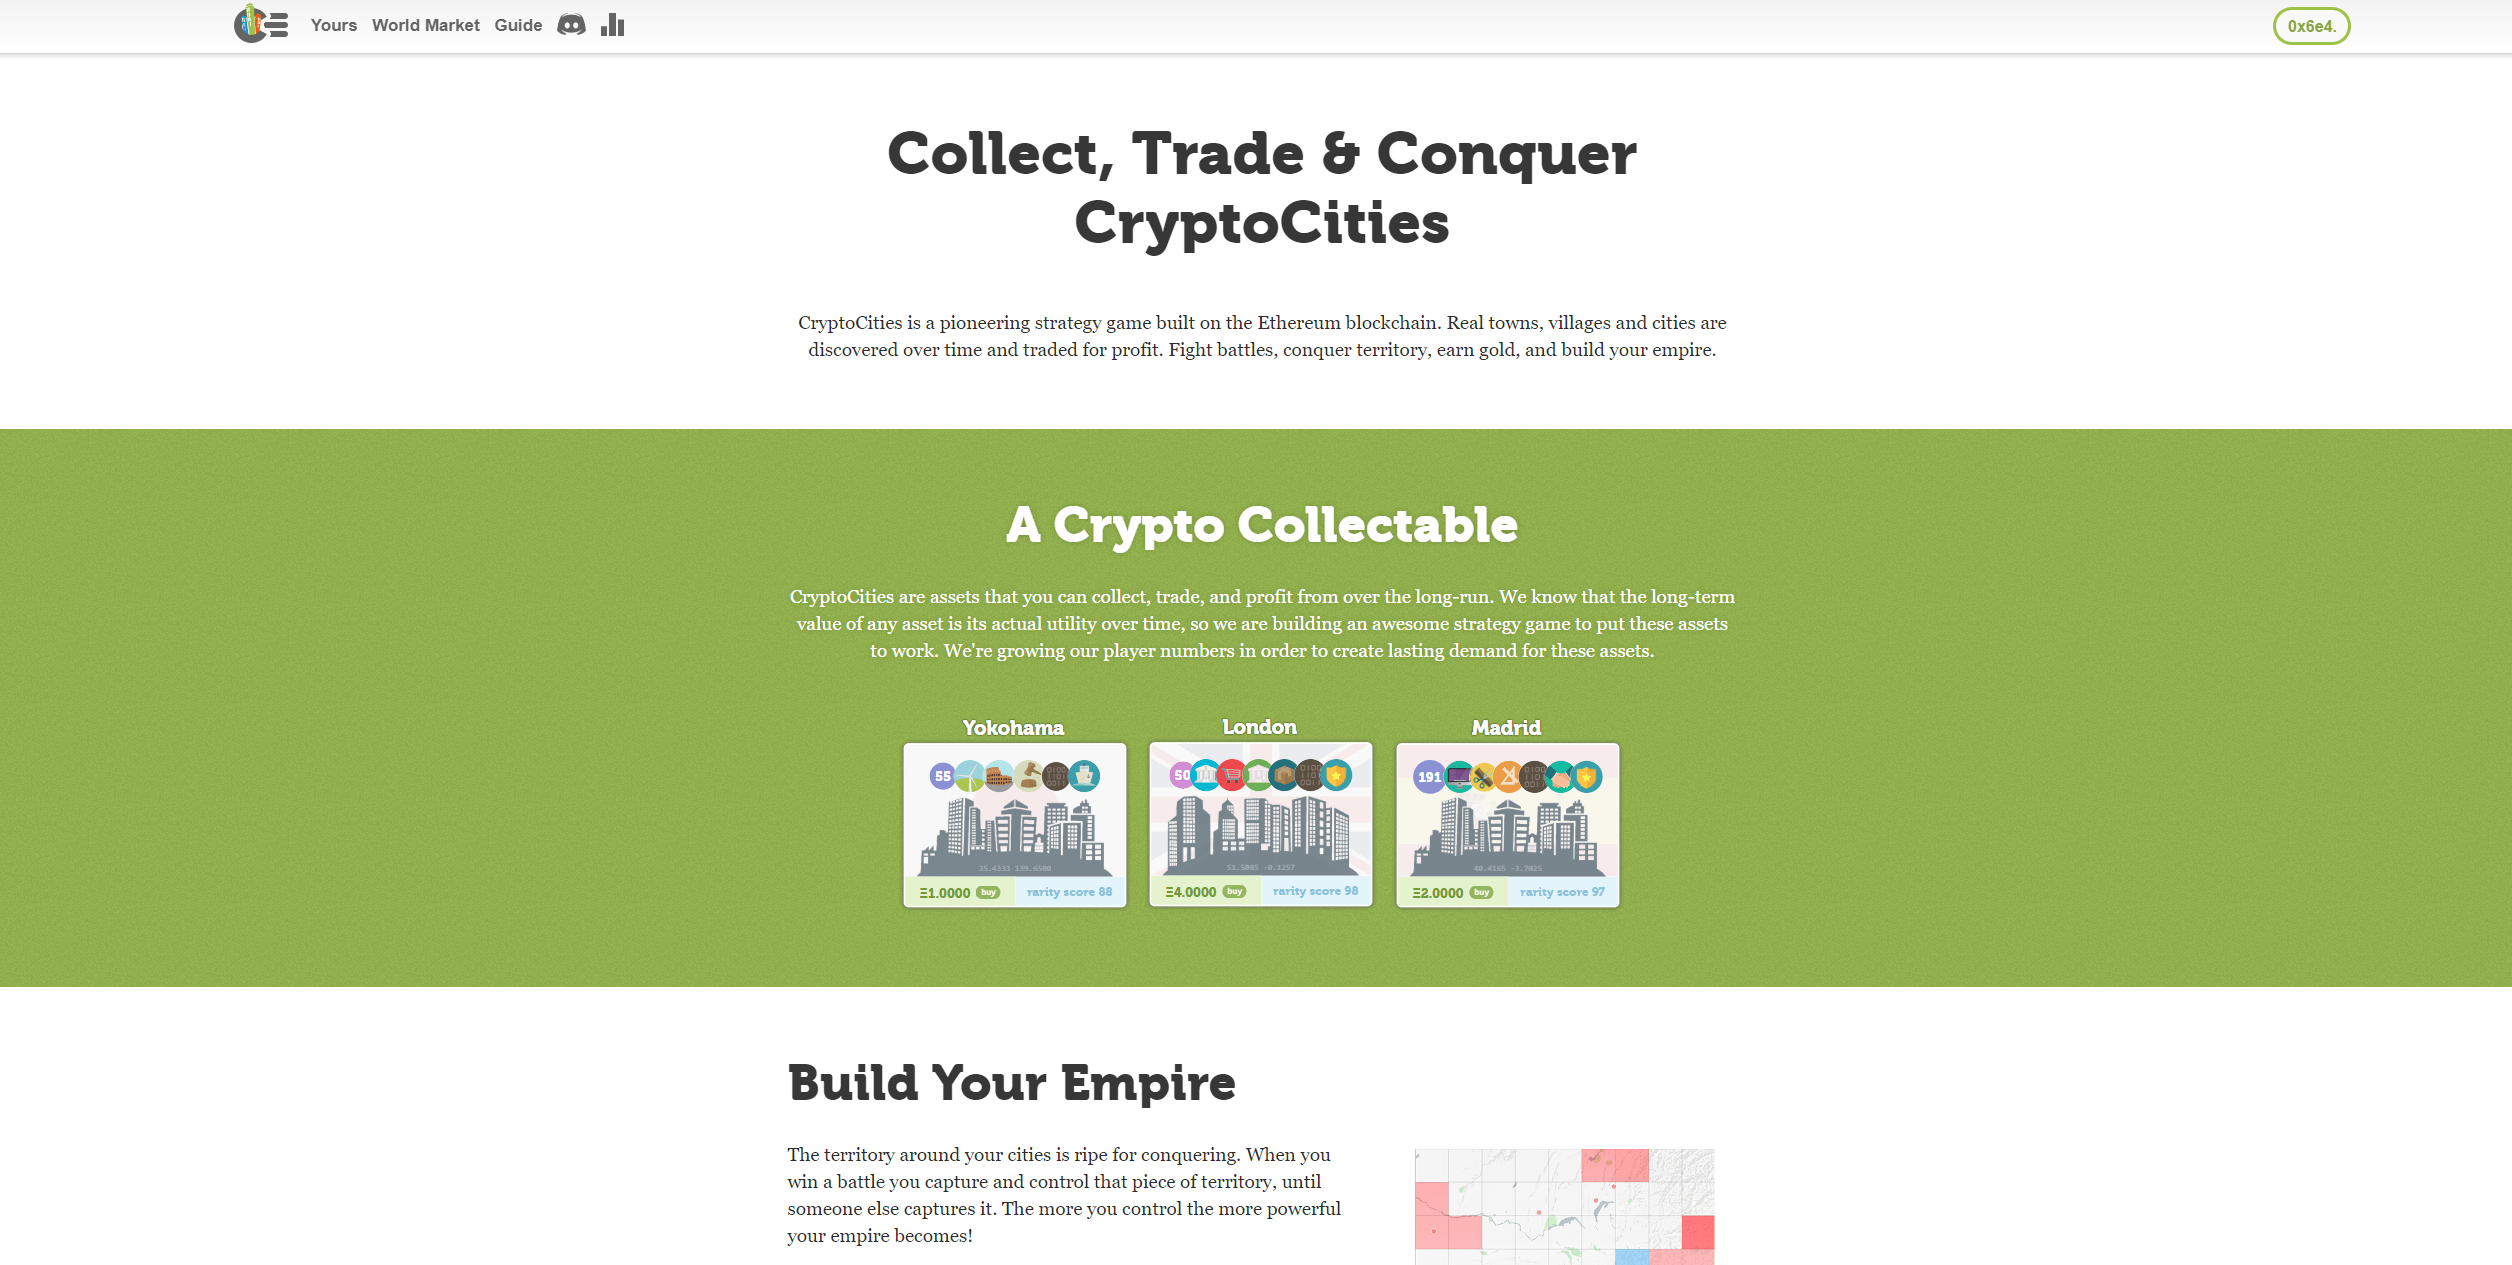 Yours World Market Guide
0x6e4.
Collect, Trade & Conquer
CryptoCities
CryptoCities is a pioneering strategy game built on the Ethereum blockchain. Real towns, villages and cities are
discovered over time and traded for profit. Fight battles, conquer territory, earn gold, and build your empire.
A Crypto Collectable
CryptoCities are assets that you can collect, trade, and profit from over the long-run. We know that the long-term
value of any asset is its actual utility over time, so we are building an awesome strategy game to put these assets
to work. We're growing our player numbers in order to create lasting demand for these assets.
Yokohama
55
35.4333 139.6500
Ξ1.0000 buy rarity score 88
London
50
51.5085 -0.1257
Ξ4.0000 buy rarity score 98
Madrid
191
40.4165 -3.7025
Ξ2.0000 buy rarity score 97
Build Your Empire
The territory around your cities is ripe for conquering. When you
win a battle you capture and control that piece of territory, until
someone else captures it. The more you control the more powerful
your empire becomes!